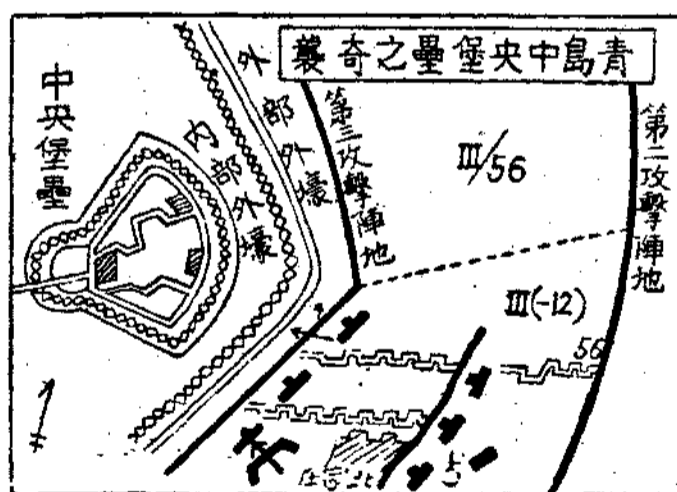 青島中央堡壘之奇襲
中央堡壘
外部外壕
內部外壕
第三攻擊陣地
第二攻擊陣地
III/56
III(-12)
56